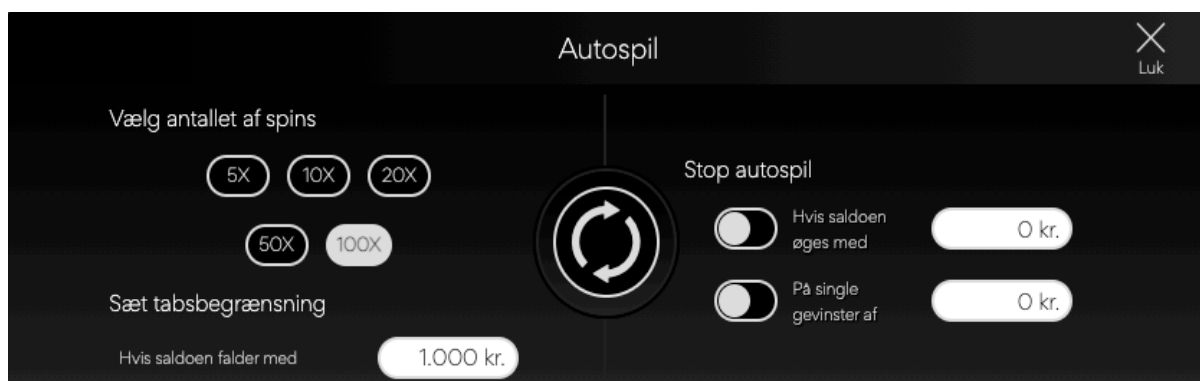 Autospil
Luk
Vælg antallet af spins
5X 10X 20X
50X 100X
Sæt tabsbegrænsning
Hvis saldoen falder med 1.000 kr.
Stop autospil
Hvis saldoen
øges med
0 kr.
På single
gevinster af
0 kr.